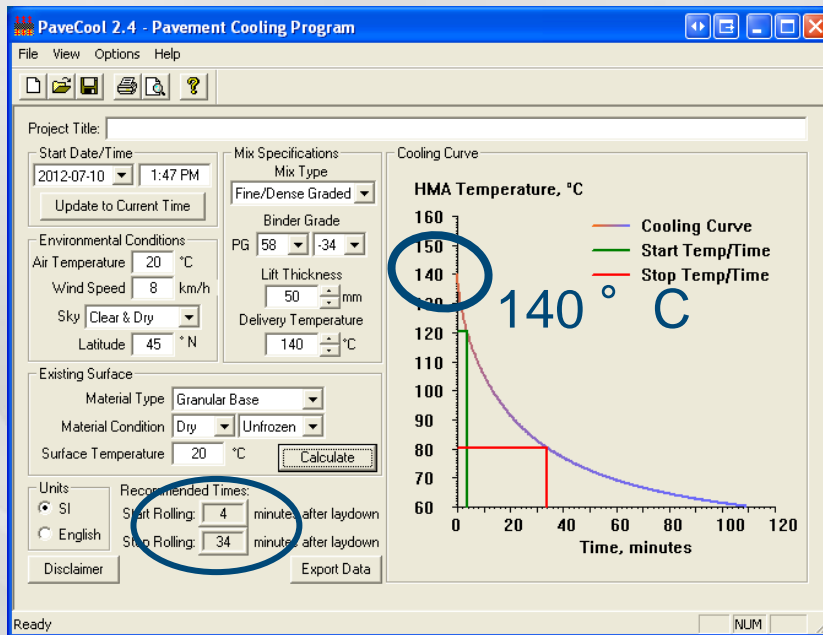 PaveCool 2.4 - Pavement Cooling Program
File View Options Help
Project Title:
Start Date/Time
2012-07-10 1:47 PM
Update to Current Time
Environmental Conditions
Air Temperature 20 °C
Wind Speed 8 km/h
Sky Clear & Dry
Latitude 45 ° N
Mix Specifications
Mix Type
Fine/Dense Graded
Binder Grade
PG 58 -34
Lift Thickness
50 mm
Delivery Temperature
140 °C
Existing Surface
Material Type Granular Base
Material Condition Dry Unfrozen
Surface Temperature 20 °C Calculate
Units
SI
English
Recommended Times:
Start Rolling: 4 minutes after laydown
Stop Rolling: 34 minutes after laydown
Disclaimer Export Data
Cooling Curve
HMA Temperature, °C
160
150
140
130
120
110
100
90
80
70
60
0 20 40 60 80 100 120
Time, minutes
Cooling Curve
Start Temp/Time
Stop Temp/Time
140 ° C
Ready NUM